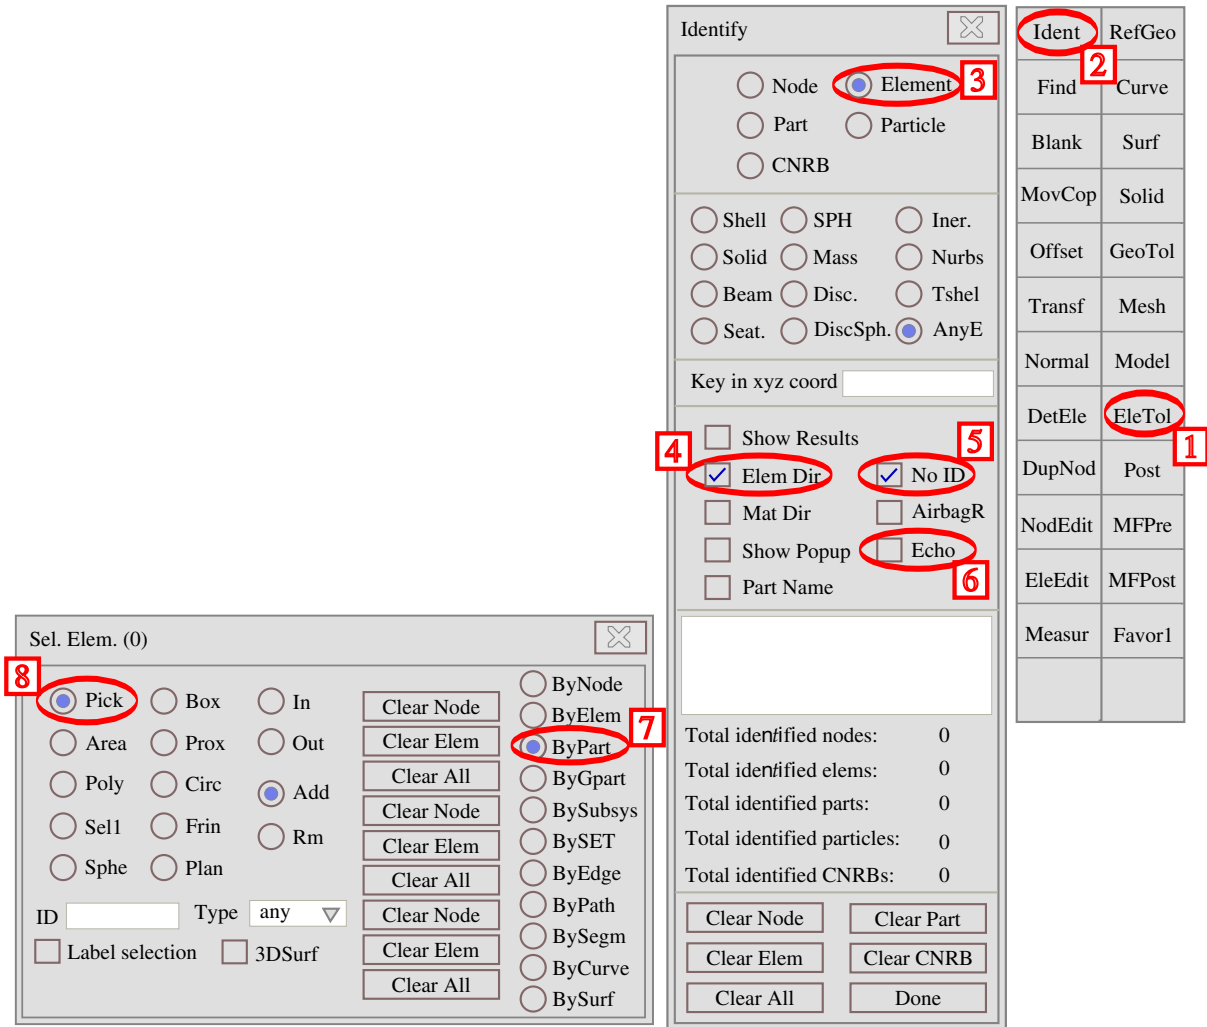 Identify
Node Element 3
Part Particle
CNRB
Shell SPH Iner.
Solid Mass Nurbs
Beam Disc. Tshel
Seat. DiscSph. AnyE
Key in xyz coord
Show Results
4 Elem Dir 5 No ID
Mat Dir AirbagR
Show Popup Echo 6
Part Name
Total identified nodes: 0
Total identified elems: 0
Total identified parts: 0
Total identified particles: 0
Total identified CNRBs: 0
Clear Node Clear Part
Clear Elem Clear CNRB
Clear All Done
Ident 2 RefGeo
Find Curve
Blank Surf
MovCop Solid
Offset GeoTol
Transf Mesh
Normal Model
DetEle EleTol 1
DupNod Post
NodEdit MFPre
EleEdit MFPost
Measur Favor1
Sel. Elem. (0)
8 Pick Box In
Area Prox Out
Poly Circ Add
Sel1 Frin Rm
Sphe Plan
ID Type any
Label selection 3DSurf
Clear Node
Clear Elem
Clear All
Clear Node
Clear Elem
Clear All
Clear Node
Clear Elem
Clear All
ByNode
ByElem
ByPart 7
ByGpart
BySubsys
BySET
ByEdge
ByPath
BySegm
ByCurve
BySurf